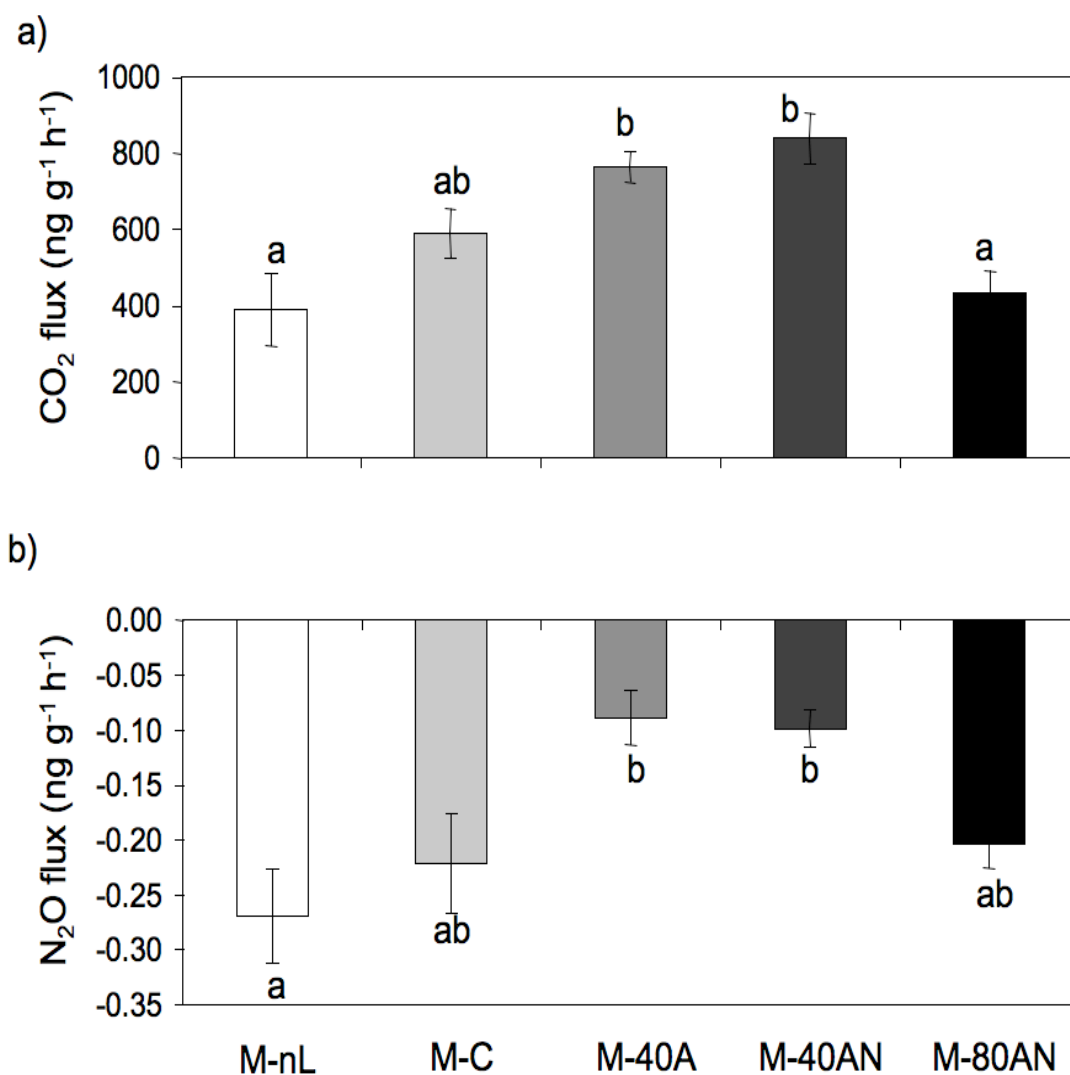 a)
CO₂ flux (ng g⁻¹ h⁻¹)
1000
800
600
400
200
0
a
ab
b
b
a
b)
N₂O flux (ng g⁻¹ h⁻¹)
0.00
-0.05
-0.10
-0.15
-0.20
-0.25
-0.30
-0.35
a
ab
b
b
ab
M-nL M-C M-40A M-40AN M-80AN